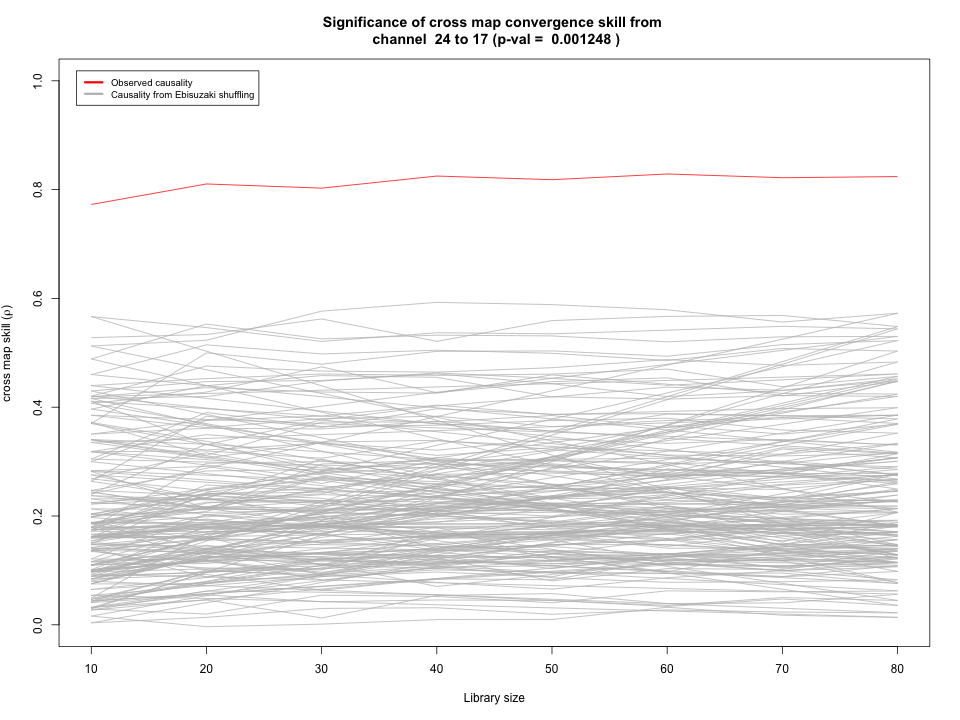 Significance of cross map convergence skill from
channel  24 to 17 (p-val =  0.001248 )
Observed causality
Causality from Ebisuzaki shuffling
cross map skill (ρ)
1.0
0.8
0.6
0.4
0.2
0.0
10 20 30 40 50 60 70 80
Library size